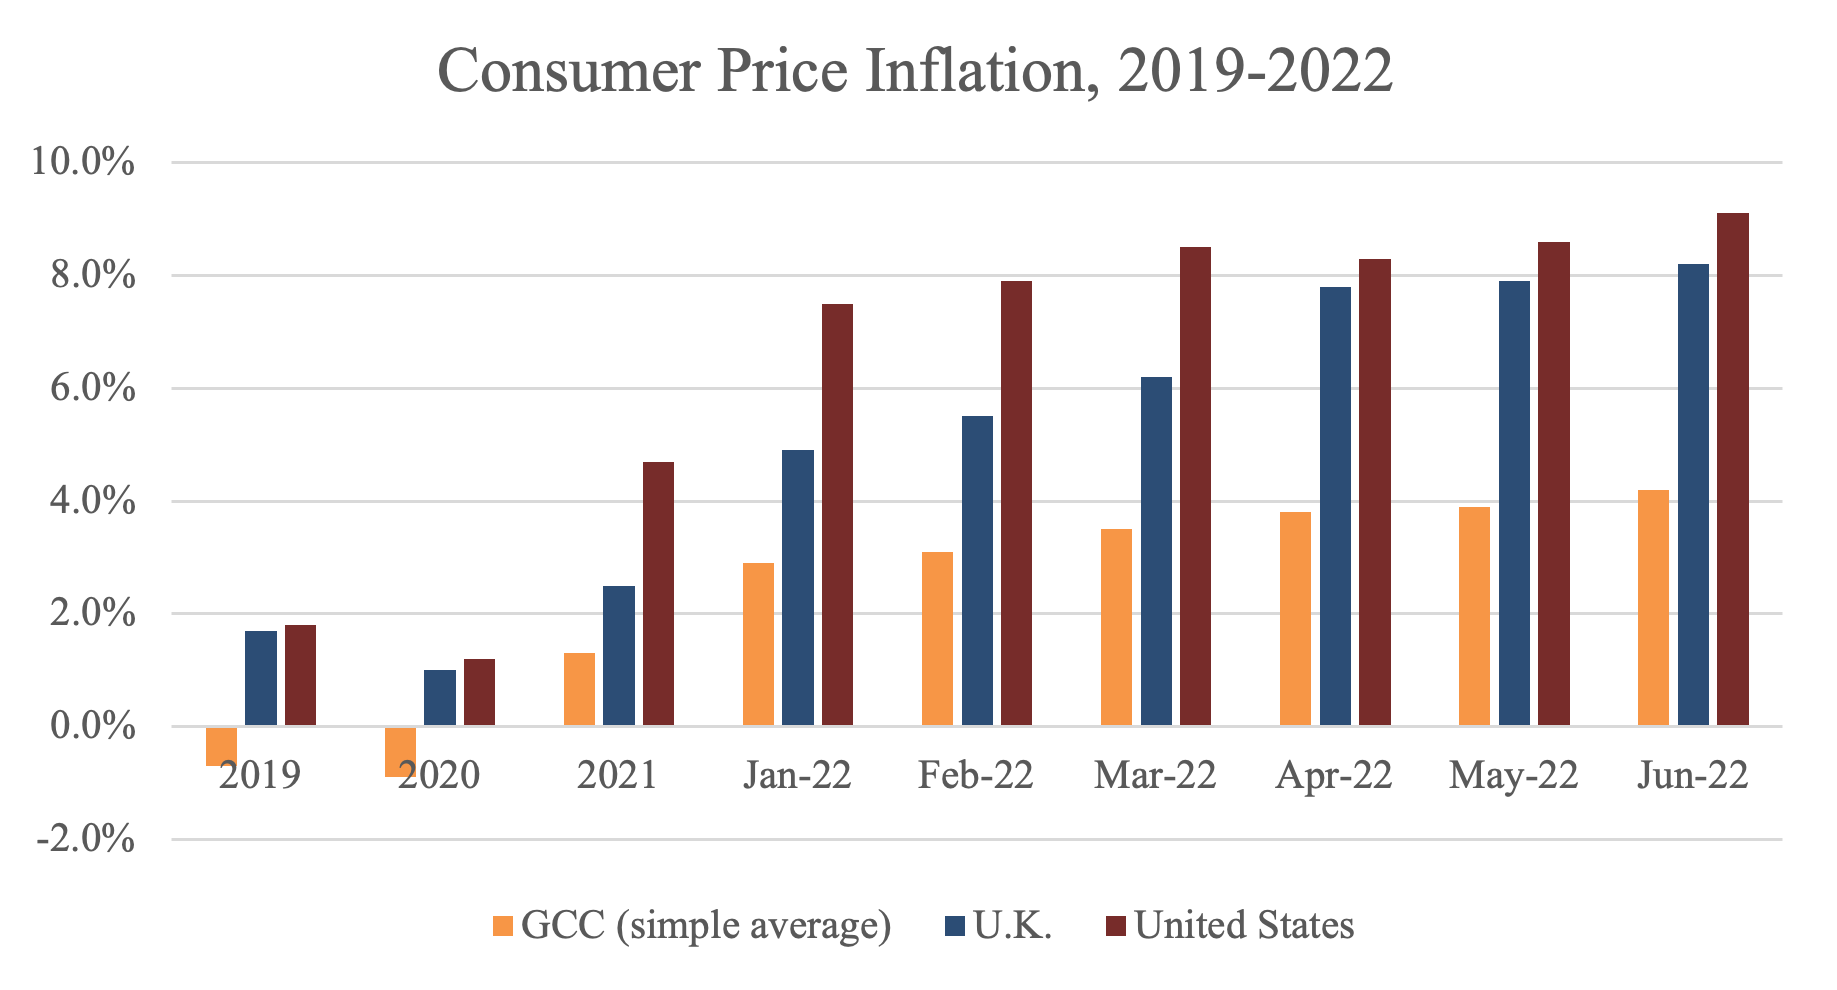 Consumer Price Inflation, 2019-2022
10.0%
8.0%
6.0%
4.0%
2.0%
0.0%
-2.0%
2019 2020 2021 Jan-22 Feb-22 Mar-22 Apr-22 May-22 Jun-22
GCC (simple average) U.K. United States